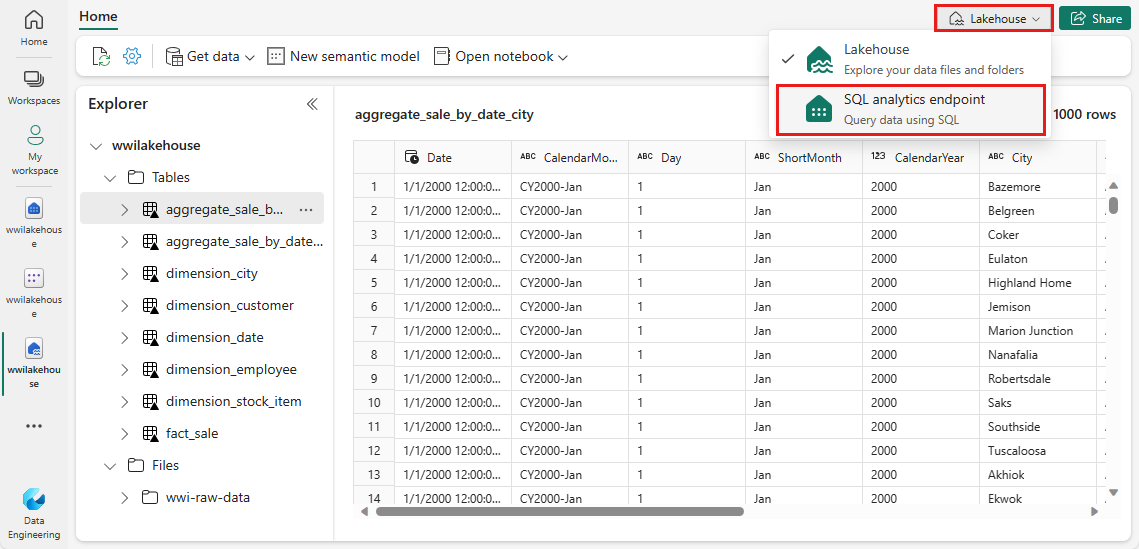 Home
Home
Workspaces
My
workspace
wwilakehous
e
wwilakehous
e
wwilakehou
se
Data
Engineering
Lakehouse
Share
Get data
New semantic model
Open notebook
Lakehouse
Explore your data files and folders
SQL analytics endpoint
Query data using SQL
Explorer
wwilakehouse
Tables
aggregate_sale_b...
aggregate_sale_by_date...
dimension_city
dimension_customer
dimension_date
dimension_employee
dimension_stock_item
fact_sale
Files
wwi-raw-data
aggregate_sale_by_date_city
1000 rows
Date ABC CalendarMo... ABC Day ABC ShortMonth 123 CalendarYear ABC City
1 1/1/2000 12:00:0... CY2000-Jan 1 Jan 2000 Bazemore
2 1/1/2000 12:00:0... CY2000-Jan 1 Jan 2000 Belgreen
3 1/1/2000 12:00:0... CY2000-Jan 1 Jan 2000 Coker
4 1/1/2000 12:00:0... CY2000-Jan 1 Jan 2000 Eulaton
5 1/1/2000 12:00:0... CY2000-Jan 1 Jan 2000 Highland Home
6 1/1/2000 12:00:0... CY2000-Jan 1 Jan 2000 Jemison
7 1/1/2000 12:00:0... CY2000-Jan 1 Jan 2000 Marion Junction
8 1/1/2000 12:00:0... CY2000-Jan 1 Jan 2000 Nanafalia
9 1/1/2000 12:00:0... CY2000-Jan 1 Jan 2000 Robertsdale
10 1/1/2000 12:00:0... CY2000-Jan 1 Jan 2000 Saks
11 1/1/2000 12:00:0... CY2000-Jan 1 Jan 2000 Southside
12 1/1/2000 12:00:0... CY2000-Jan 1 Jan 2000 Tuscaloosa
13 1/1/2000 12:00:0... CY2000-Jan 1 Jan 2000 Akhiok
14 1/1/2000 12:00:0... CY2000-Jan 1 Jan 2000 Ekwok